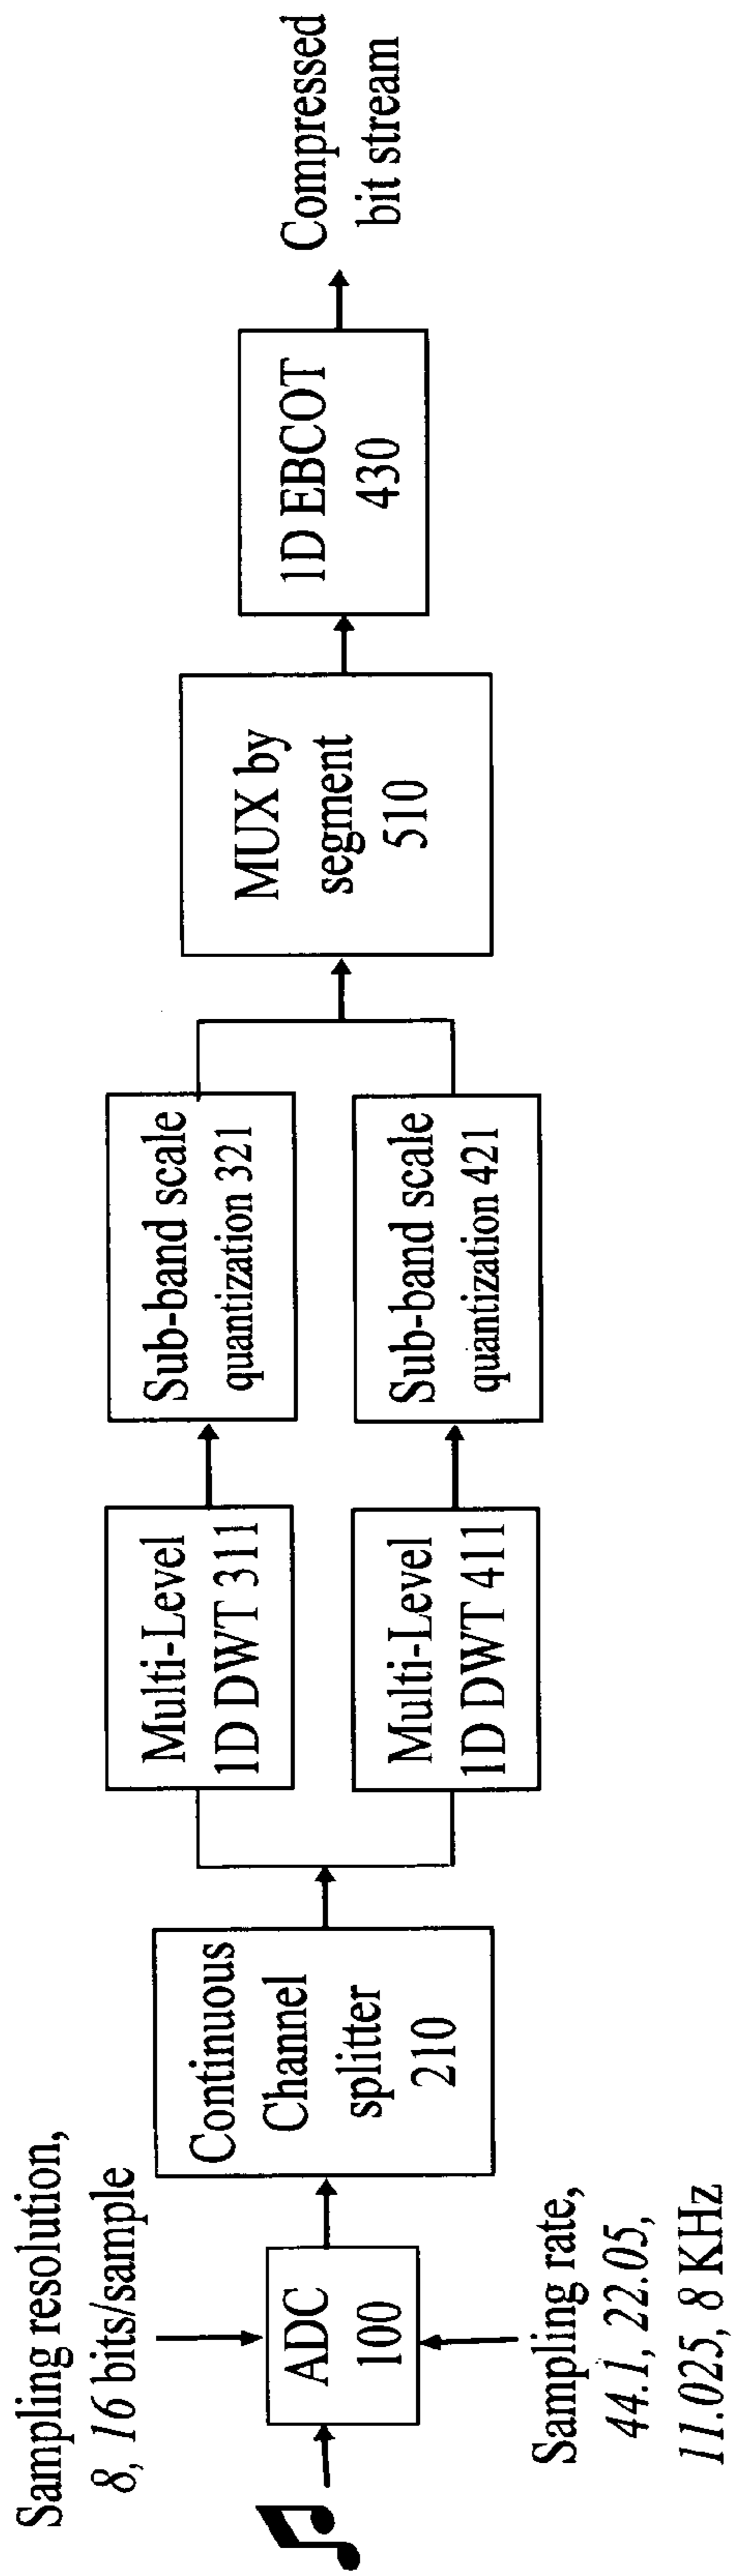 Sampling resolution,
8, 16 bits/sample
ADC
100
Sampling rate,
44.1, 22.05,
11.025, 8 KHz
Continuous
Channel
splitter
210
Multi-Level
1D DWT 311
Multi-Level
1D DWT 411
Sub-band scale
quantization 321
Sub-band scale
quantization 421
MUX by
segment
510
1D EBCOT
430
Compressed
bit stream